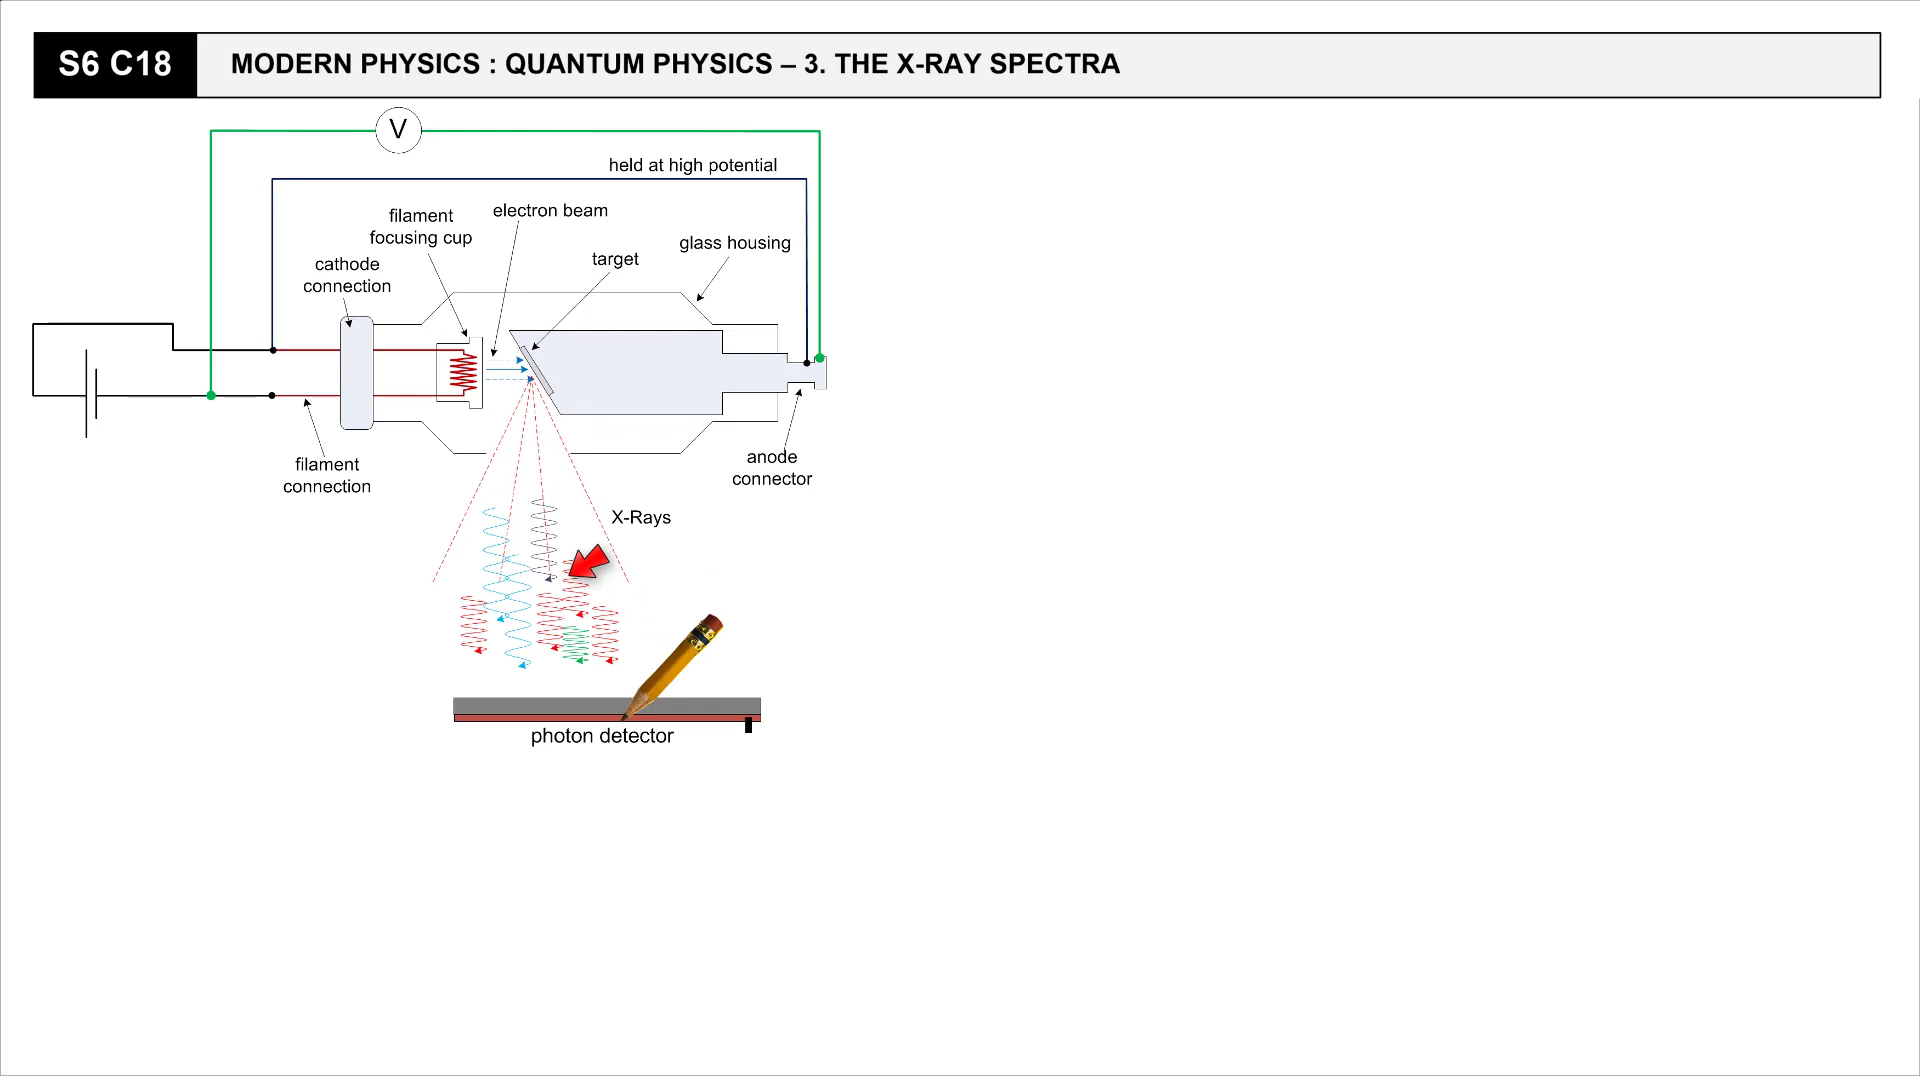 S6 C18
MODERN PHYSICS : QUANTUM PHYSICS – 3. THE X-RAY SPECTRA
V
held at high potential
filament
focusing cup
electron beam
glass housing
target
cathode
connection
filament
connection
anode
connector
X-Rays
photon detector